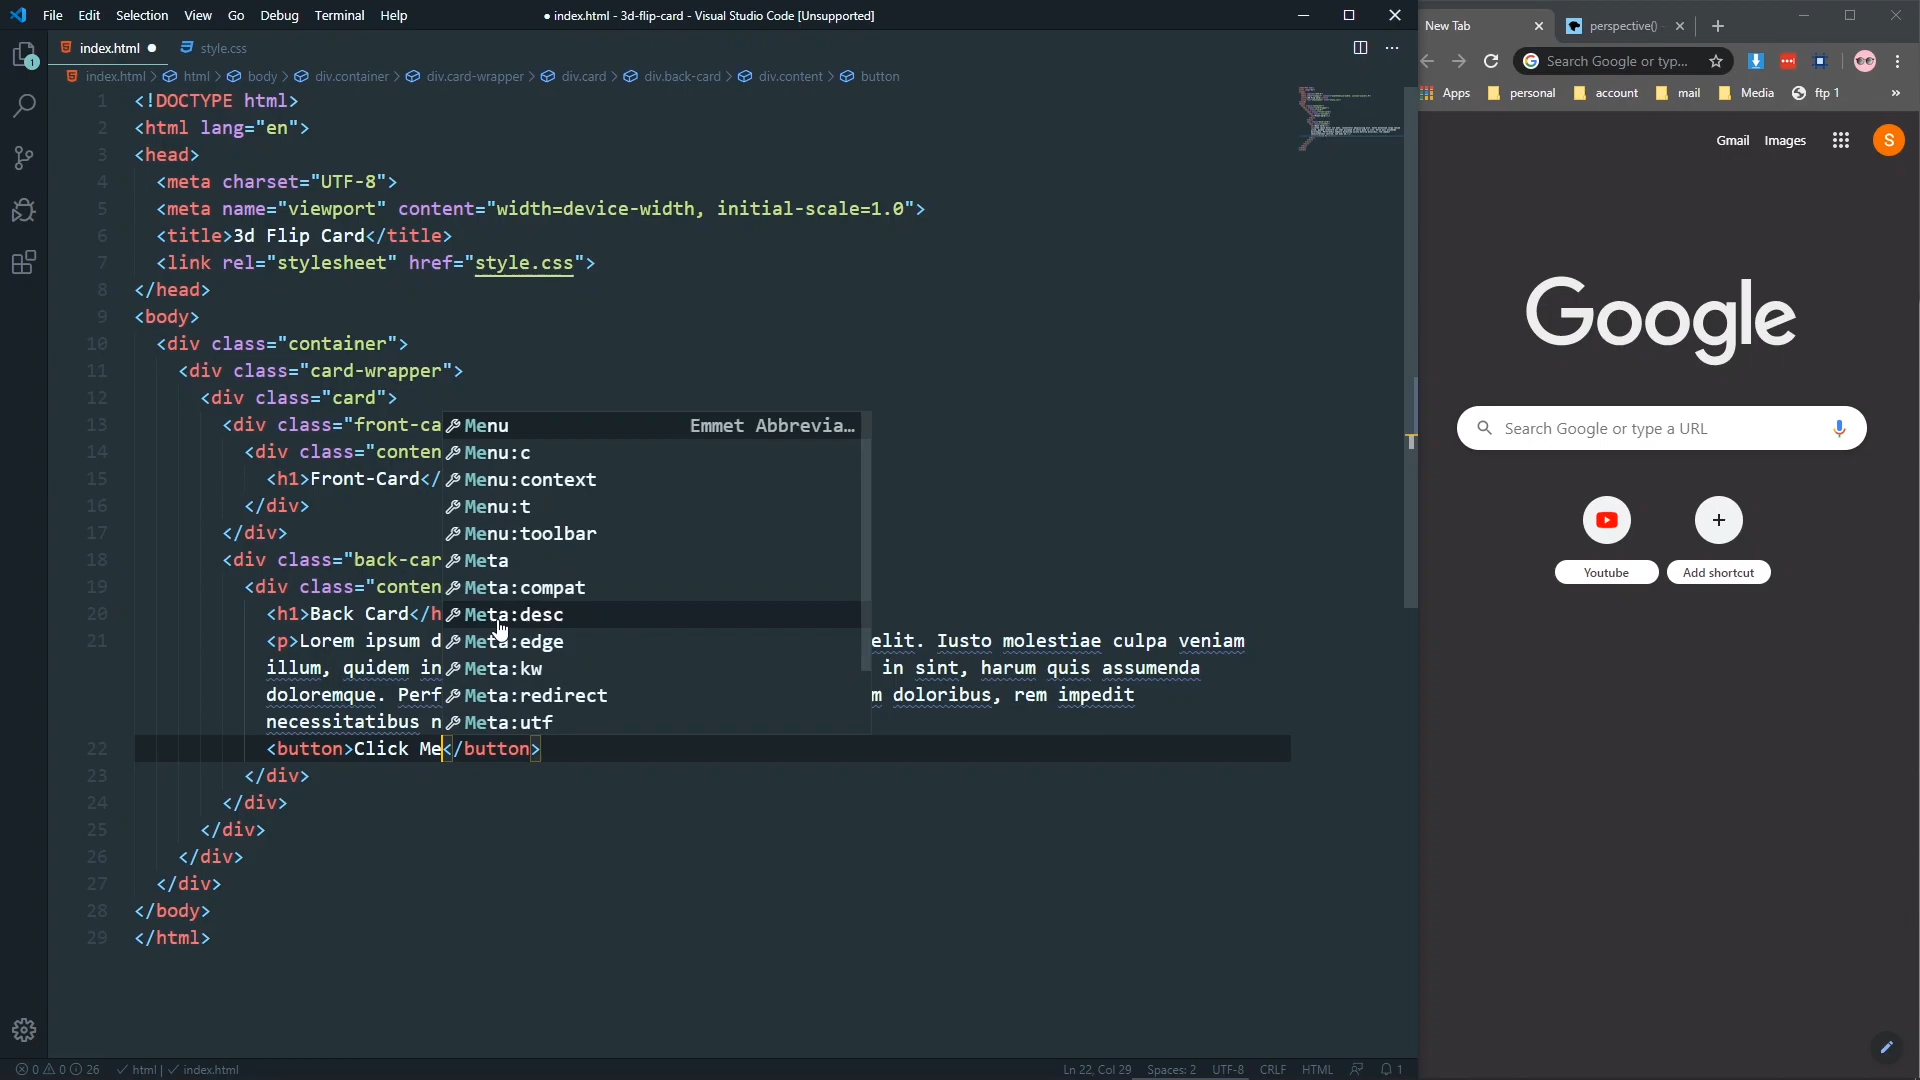 File Edit Selection View Go Debug Terminal Help
● index.html - 3d-flip-card - Visual Studio Code [Unsupported]
index.html ●
style.css
index.html > html > body > div.container > div.card-wrapper > div.card > div.back-card > div.content > button
1 <!DOCTYPE html>
2 <html lang="en">
3 <head>
4 <meta charset="UTF-8">
5 <meta name="viewport" content="width=device-width, initial-scale=1.0">
6 <title>3d Flip Card</title>
7 <link rel="stylesheet" href="style.css">
8 </head>
9 <body>
10 <div class="container">
11 <div class="card-wrapper">
12 <div class="card">
13 <div class="front-ca
14 <div class="conten
15 <h1>Front-Card</
16 </div>
17 </div>
18 <div class="back-car
19 <div class="conten
20 <h1>Back Card</h
21 <p>Lorem ipsum d elit. Iusto molestiae culpa veniam
illum, quidem in in sint, harum quis assumenda
doloremque. Perf m doloribus, rem impedit
necessitatibus n
22 <button>Click Me</button>
23 </div>
24 </div>
25 </div>
26 </div>
27 </div>
28 </body>
29 </html>
Menu Emmet Abbrevia…
Menu:c
Menu:context
Menu:t
Menu:toolbar
Meta
Meta:compat
Meta:desc
Meta:edge
Meta:kw
Meta:redirect
Meta:utf
1
0 0 26 html | index.html
Ln 22, Col 29 Spaces: 2 UTF-8 CRLF HTML 1
New Tab
perspective()
Search Google or typ...
Apps personal account mail Media ftp 1 »
Gmail Images
S
Google
Search Google or type a URL
Youtube
Add shortcut